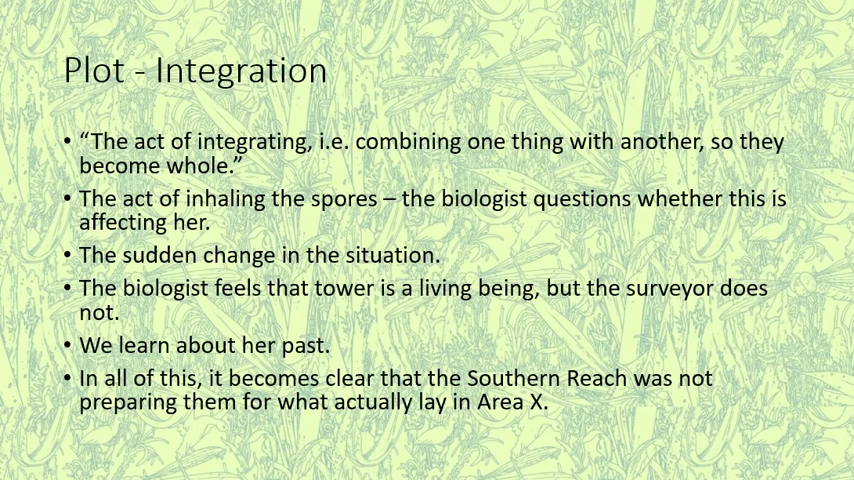 Plot - Integration
• “The act of integrating, i.e. combining one thing with another, so they
become whole.”
• The act of inhaling the spores – the biologist questions whether this is
affecting her.
• The sudden change in the situation.
• The biologist feels that tower is a living being, but the surveyor does
not.
• We learn about her past.
• In all of this, it becomes clear that the Southern Reach was not
preparing them for what actually lay in Area X.